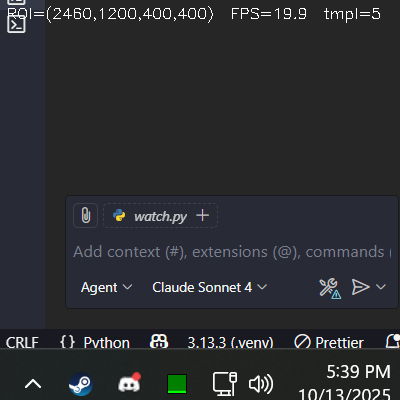 ROI=(2460,1200,400,400) FPS=19.9 tmpl=5
watch.py
Add context (#), extensions (@), commands (
Agent
Claude Sonnet 4
CRLF {} Python 3.13.3 (.venv) Prettier
5:39 PM
10/13/2025